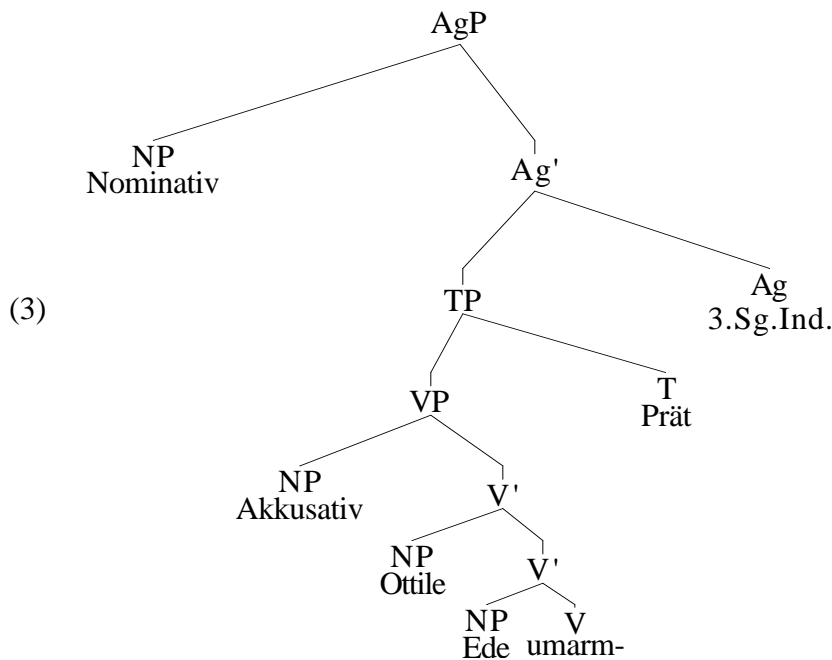 AgP
NP
Nominativ
Ag'
(3)
TP
Ag
3.Sg.Ind.
VP
T
Prät
NP
Akkusativ
V'
NP
Ottile
V'
NP
Ede
V
umarm-